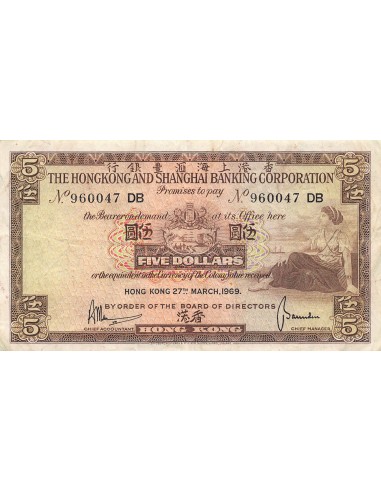 行銀豐滙海上港香
THE HONGKONG AND SHANGHAI BANKING CORPORATION
Promises to pay
No 960047 DB No 960047 DB
the Bearer on demand at its Office here
圓伍 圓伍
FIVE DOLLARS
or the equivalent in the Currency of the Colony value received
HONG KONG 27TH MARCH, 1969.
BY ORDER OF THE BOARD OF DIRECTORS
港香
CHIEF ACCOUNTANT CHIEF MANAGER
HONG KONG
5 5
伍 伍
5 5